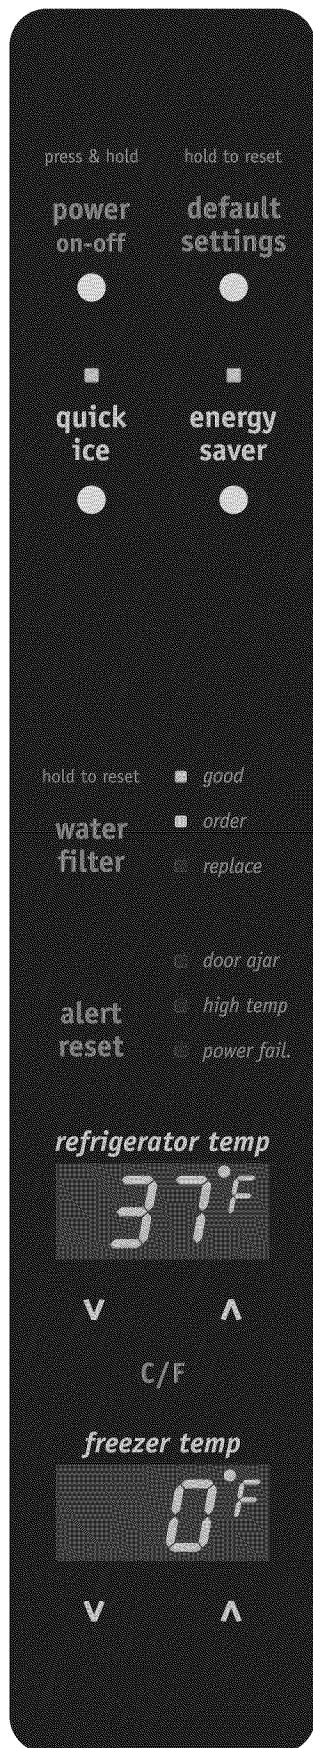 press & hold hold to reset
power default
on-off settings
quick energy
ice saver
hold to reset good
water order
filter replace
door ajar
alert high temp
reset power fail.
refrigerator temp
37°F
v ʌ
C/F
freezer temp
0°F
v ʌ